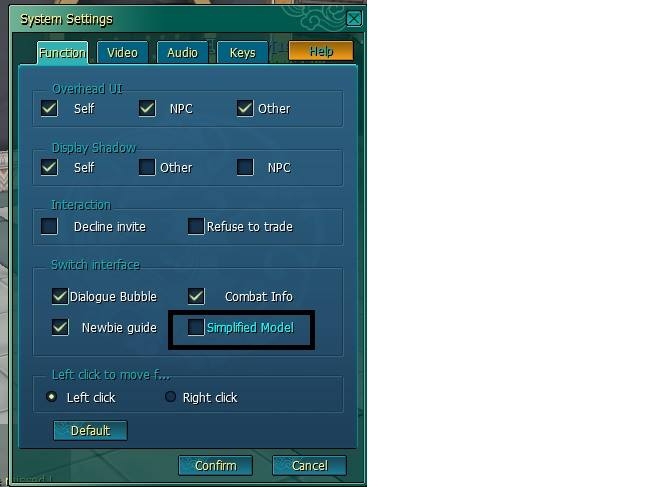 System Settings
Function Video Audio Keys Help
Overhead UI
Self NPC Other
Display Shadow
Self Other NPC
Interaction
Decline invite Refuse to trade
Switch interface
Dialogue Bubble Combat Info
Newbie guide Simplified Model
Left click to move f...
Left click Right click
Default
Confirm Cancel